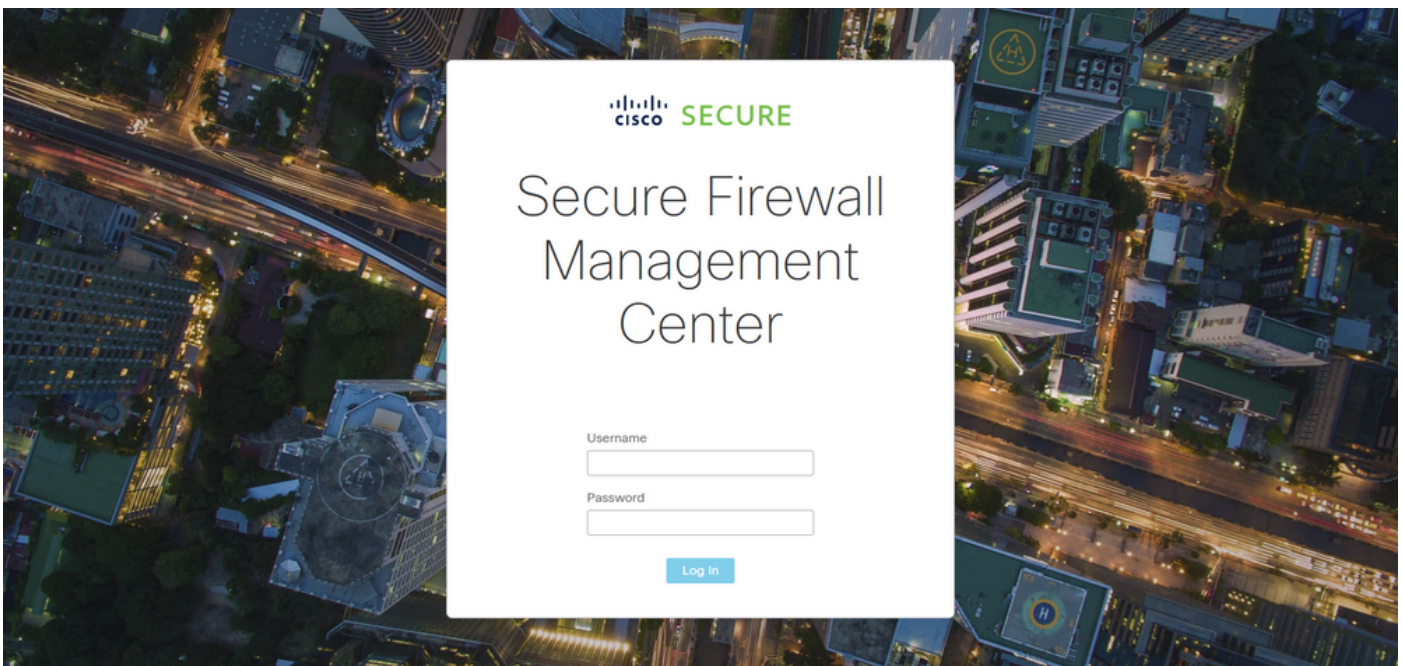 cisco SECURE
Secure Firewall
Management
Center
Username
Password
Log In
H